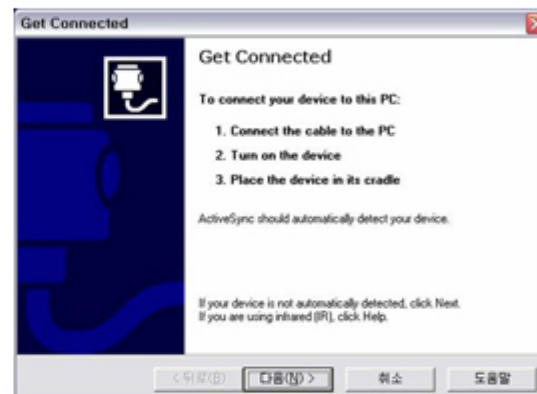 Get Connected
Get Connected
To connect your device to this PC:
1. Connect the cable to the PC
2. Turn on the device
3. Place the device in its cradle
ActiveSync should automatically detect your device.
If your device is not automatically detected, click Next.
If you are using infrared (IR), click Help.
< 뒤로(B) 다음(N) > 취소 도움말